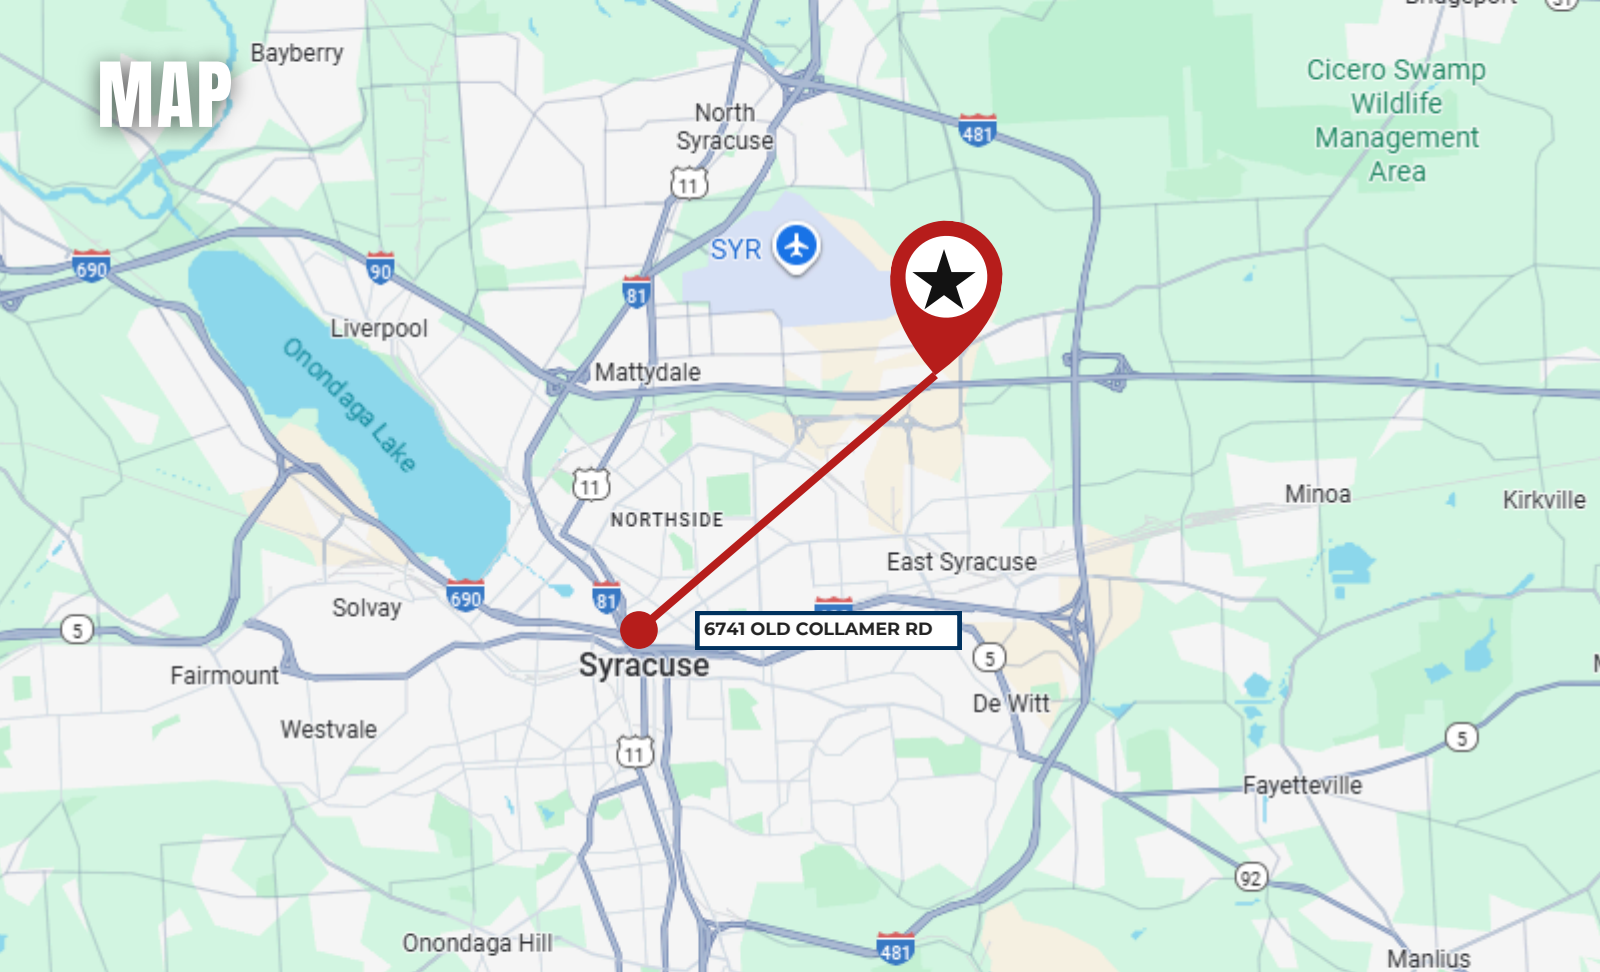 Bayberry
MAP
North
Syracuse
11
481
Cicero Swamp
Wildlife
Management
Area
SYR
690
90
81
Liverpool
Onondaga Lake
Mattydale
11
NORTHSIDE
Minoa
Kirkville
East Syracuse
690
81
Solvay
5
6741 OLD COLLAMER RD
5
Syracuse
Fairmount
De Witt
Westvale
11
5
Fayetteville
92
Onondaga Hill
481
Manlius